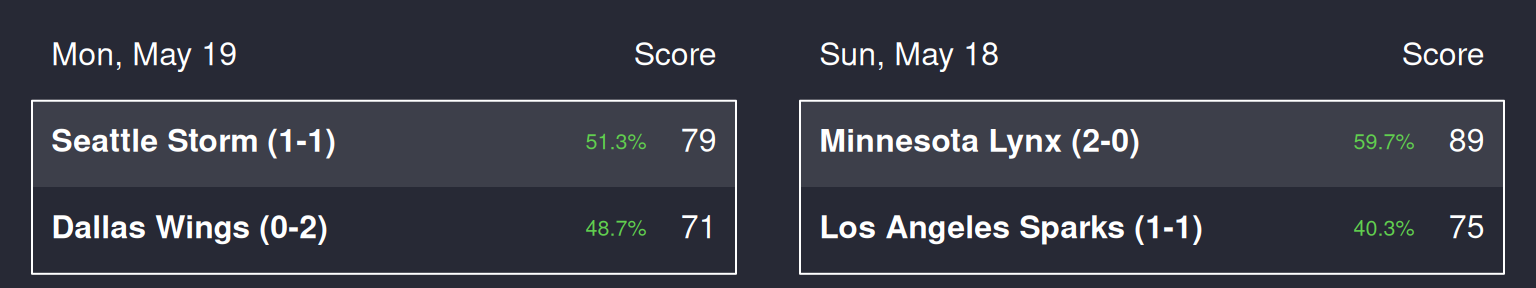 Mon, May 19 Score
Seattle Storm (1-1) 51.3% 79
Dallas Wings (0-2) 48.7% 71
Sun, May 18 Score
Minnesota Lynx (2-0) 59.7% 89
Los Angeles Sparks (1-1) 40.3% 75